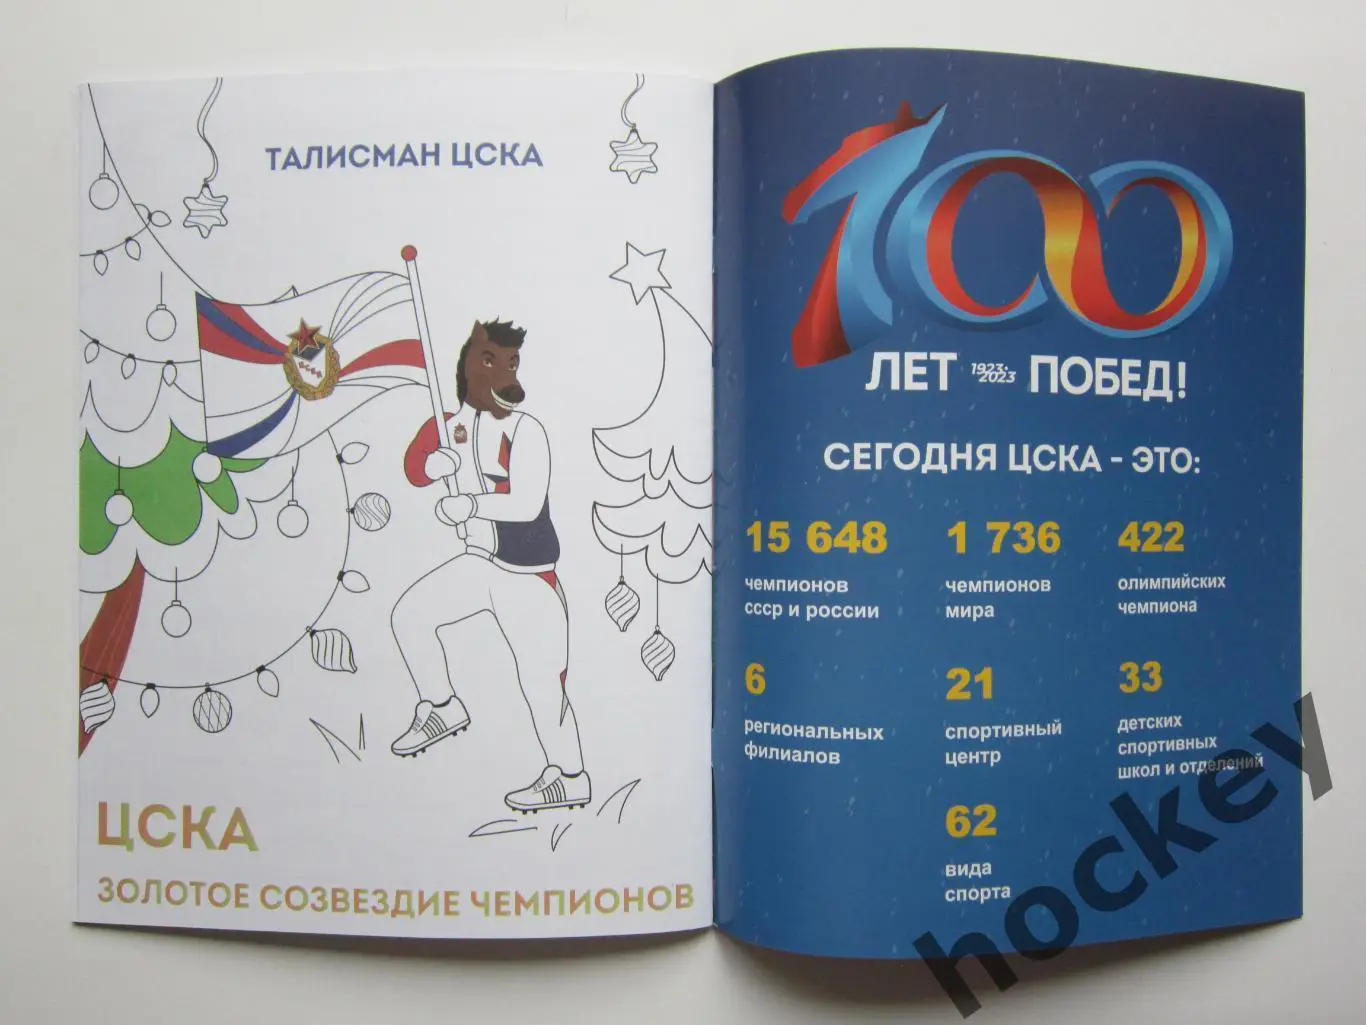 ТАЛИСМАН ЦСКА
ЦСКА
ЦСКА
ЗОЛОТОЕ СОЗВЕЗДИЕ ЧЕМПИОНОВ
100
ЛЕТ 1923- 2023 ПОБЕД!
СЕГОДНЯ ЦСКА - ЭТО:
15 648
чемпионов
ссср и россии
1 736
чемпионов
мира
422
олимпийских
чемпиона
6
региональных
филиалов
21
спортивный
центр
33
детских
спортивных
школ и отделений
62
вида
спорта
hockey